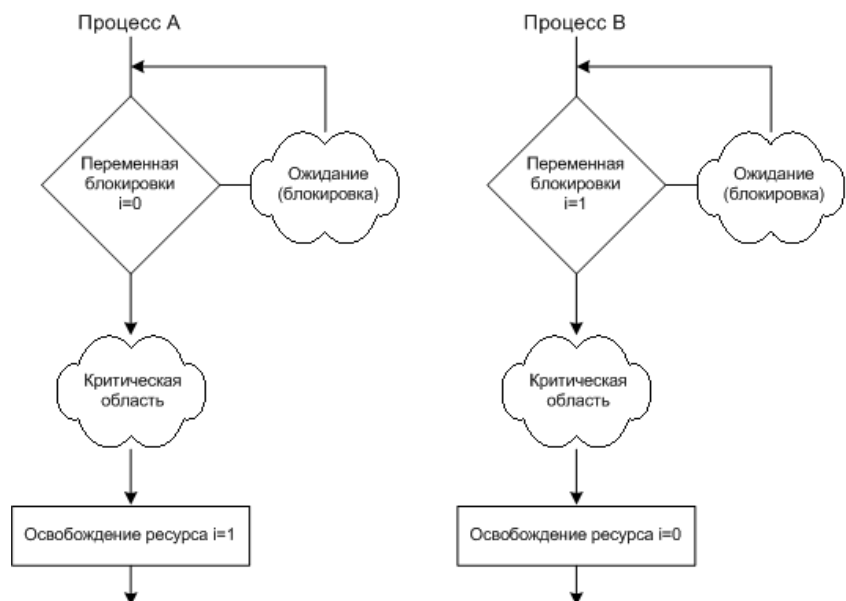 Процесс А
Переменная
блокировки
i=0
Ожидание
(блокировка)
Критическая
область
Освобождение ресурса i=1
Процесс В
Переменная
блокировки
i=1
Ожидание
(блокировка)
Критическая
область
Освобождение ресурса i=0